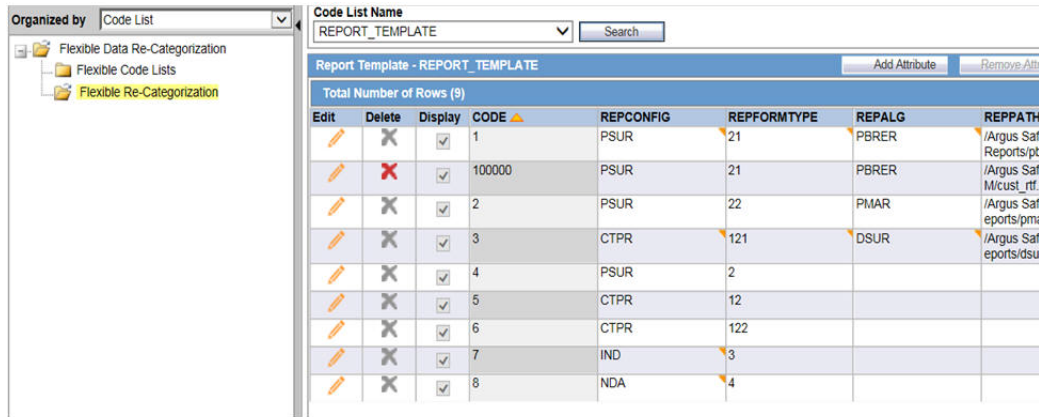 Organized by Code List
Flexible Data Re-Categorization
Flexible Code Lists
Flexible Re-Categorization
Code List Name
REPORT_TEMPLATE Search
Report Template - REPORT_TEMPLATE Add Attribute Remove
Total Number of Rows (9)
Edit Delete Display CODE REPCONFIG REPFORMTYPE REPALG REPPATH
1 PSUR 21 PBRER /Argus Saf
Reports/pb
100000 PSUR 21 PBRER /Argus Saf
M/cust_rtf.
2 PSUR 22 PMAR /Argus Saf
eports/pma
3 CTPR 121 DSUR /Argus Saf
eports/dsu
4 PSUR 2
5 CTPR 12
6 CTPR 122
7 IND 3
8 NDA 4